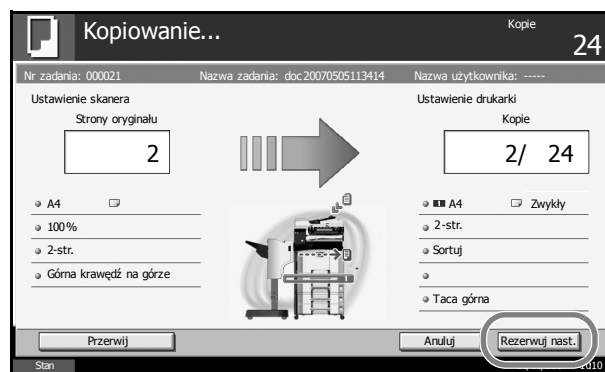 Kopiowanie...
Kopie
24
Nr zadania: 000021 Nazwa zadania: doc20070505113414 Nazwa użytkownika: -----
Ustawienie skanera
Strony oryginału
2
Ustawienie drukarki
Kopie
2/ 24
A4
100%
2-str.
Górna krawędź na górze
1 A4 Zwykły
2-str.
Sortuj
Taca górna
Przerwij Anuluj Rezerwuj nast.
Stan